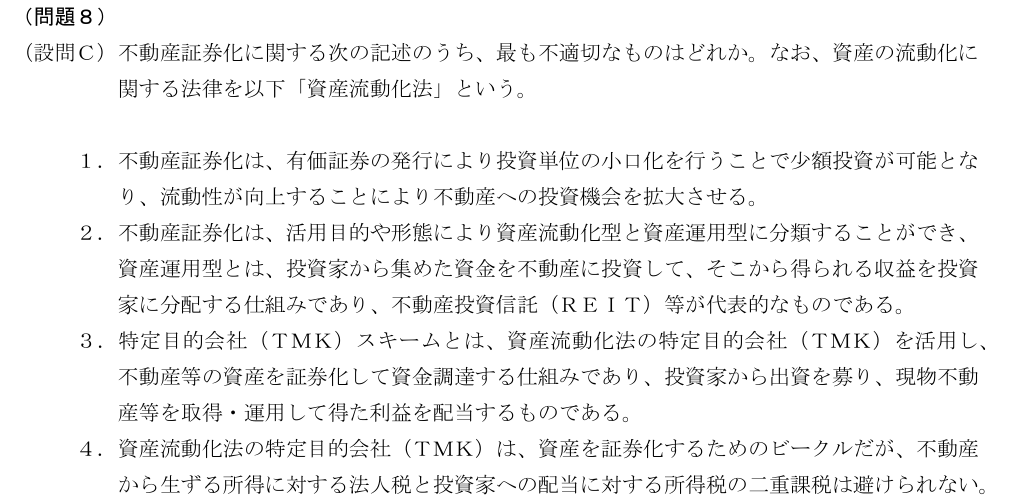 （問題８）
（設問Ｃ）不動産証券化に関する次の記述のうち、最も不適切なものはどれか。なお、資産の流動化に
関する法律を以下「資産流動化法」という。
１．不動産証券化は、有価証券の発行により投資単位の小口化を行うことで少額投資が可能とな
り、流動性が向上することにより不動産への投資機会を拡大させる。
２．不動産証券化は、活用目的や形態により資産流動化型と資産運用型に分類することができ、
資産運用型とは、投資家から集めた資金を不動産に投資して、そこから得られる収益を投資
家に分配する仕組みであり、不動産投資信託（ＲＥＩＴ）等が代表的なものである。
３．特定目的会社（ＴＭＫ）スキームとは、資産流動化法の特定目的会社（ＴＭＫ）を活用し、
不動産等の資産を証券化して資金調達する仕組みであり、投資家から出資を募り、現物不動
産等を取得・運用して得た利益を配当するものである。
４．資産流動化法の特定目的会社（ＴＭＫ）は、資産を証券化するためのビークルだが、不動産
から生ずる所得に対する法人税と投資家への配当に対する所得税の二重課税は避けられない。